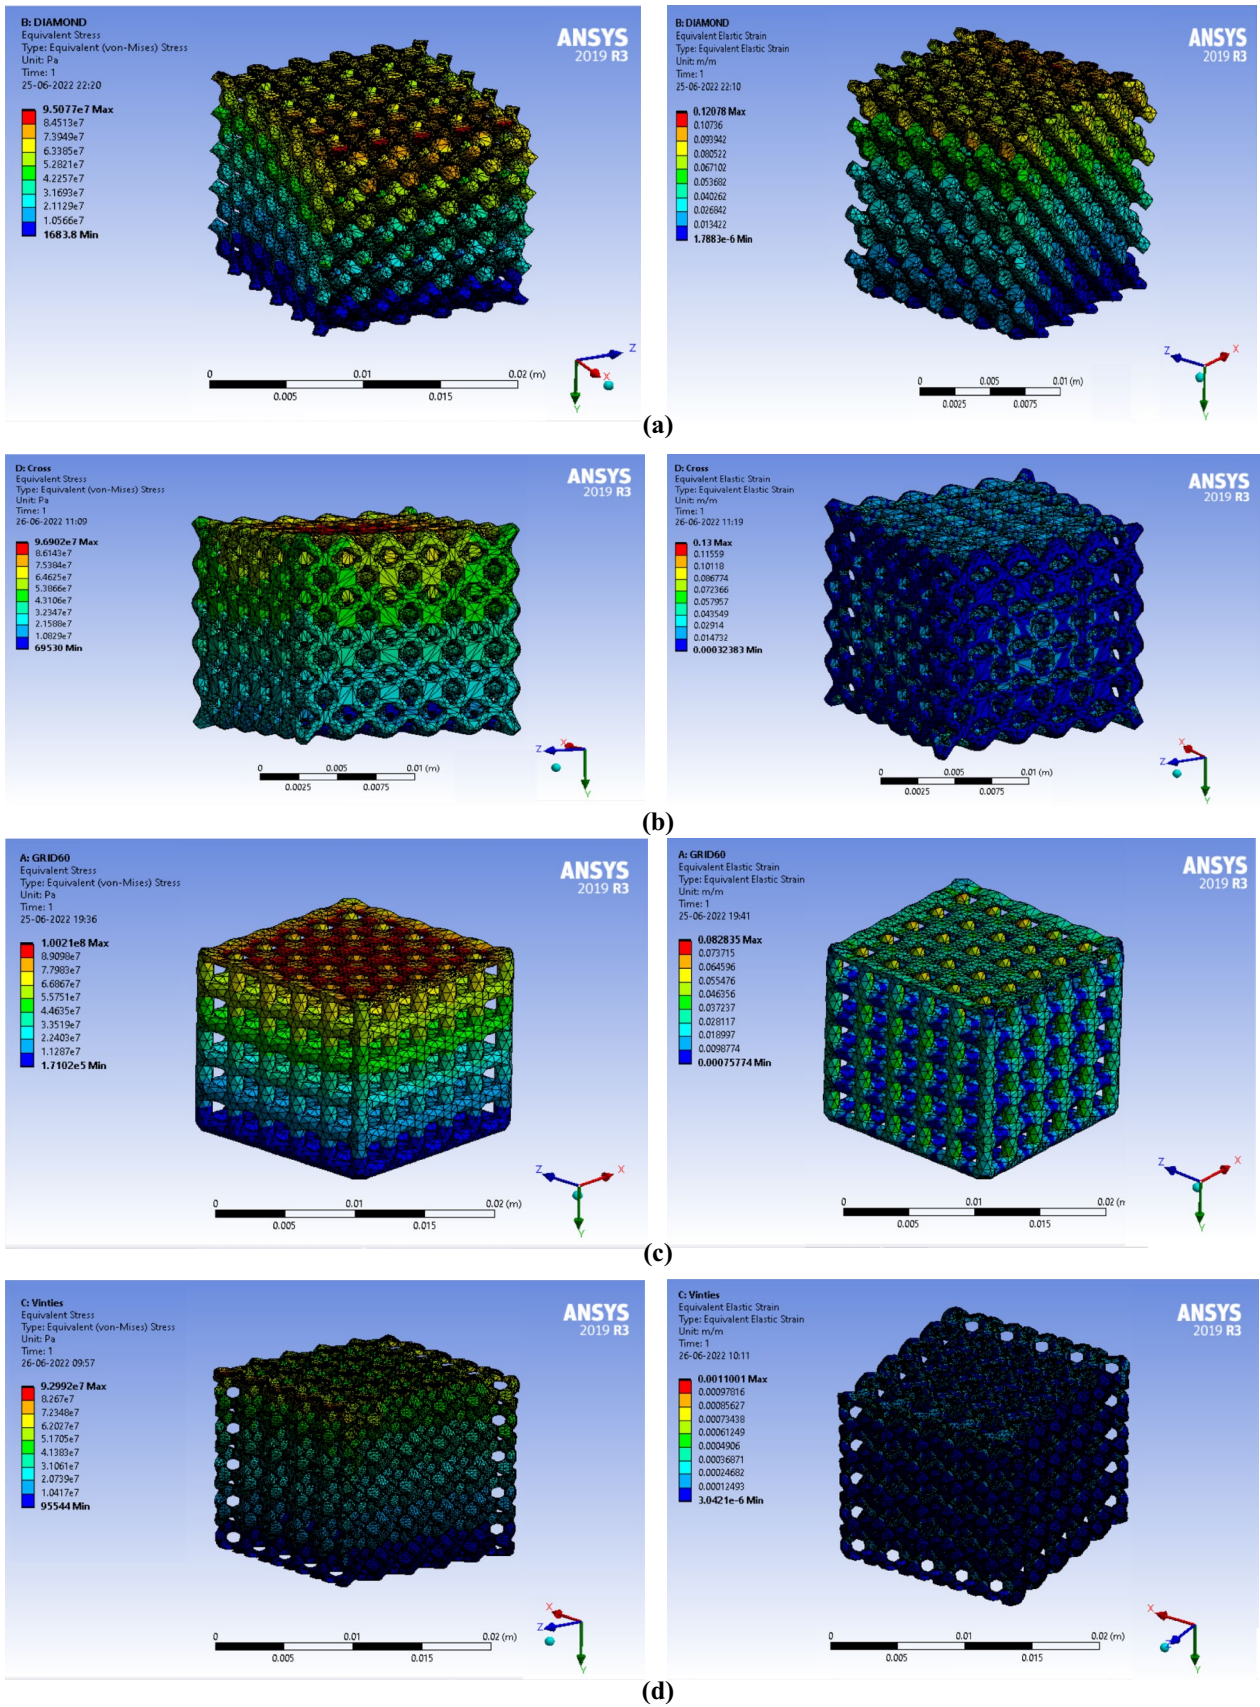 B: DIAMOND
Equivalent Stress
Type: Equivalent (von-Mises) Stress
Unit: Pa
Time: 1
25-06-2022 22:20
9.5077e7 Max
8.4513e7
7.3949e7
6.3385e7
5.2821e7
4.2257e7
3.1693e7
2.1129e7
1.0566e7
1683.8 Min
ANSYS
2019 R3
0 0.01 0.02 (m)
0.005 0.015
Z
X
Y
B: DIAMOND
Equivalent Elastic Strain
Type: Equivalent Elastic Strain
Unit: m/m
Time: 1
25-06-2022 22:10
0.12078 Max
0.10736
0.093942
0.080522
0.067102
0.053682
0.040262
0.026842
0.013422
1.7883e-6 Min
ANSYS
2019 R3
0 0.005 0.01 (m)
0.0025 0.0075
Z
X
Y
(a)
D: Cross
Equivalent Stress
Type: Equivalent (von-Mises) Stress
Unit: Pa
Time: 1
26-06-2022 11:09
9.6902e7 Max
8.6143e7
7.5384e7
6.4625e7
5.3866e7
4.3106e7
3.2347e7
2.1588e7
1.0829e7
69530 Min
ANSYS
2019 R3
0 0.005 0.01 (m)
0.0025 0.0075
Z
X
Y
D: Cross
Equivalent Elastic Strain
Type: Equivalent Elastic Strain
Unit: m/m
Time: 1
26-06-2022 11:19
0.13 Max
0.11559
0.10118
0.086774
0.072366
0.057957
0.043549
0.02914
0.014732
0.00032383 Min
ANSYS
2019 R3
0 0.005 0.01 (m)
0.0025 0.0075
X
Z
Y
(b)
A: GRID60
Equivalent Stress
Type: Equivalent (von-Mises) Stress
Unit: Pa
Time: 1
25-06-2022 19:36
1.0021e8 Max
8.9098e7
7.7983e7
6.6867e7
5.5751e7
4.4635e7
3.3519e7
2.2403e7
1.1287e7
1.7102e5 Min
ANSYS
2019 R3
0 0.01 0.02 (m)
0.005 0.015
Z
X
Y
A: GRID60
Equivalent Elastic Strain
Type: Equivalent Elastic Strain
Unit: m/m
Time: 1
25-06-2022 19:41
0.082835 Max
0.073715
0.064596
0.055476
0.046356
0.037237
0.028117
0.018997
0.0098774
0.00075774 Min
ANSYS
2019 R3
0 0.01 0.02 (m
0.005 0.015
Z
X
Y
(c)
C: Vinties
Equivalent Stress
Type: Equivalent (von-Mises) Stress
Unit: Pa
Time: 1
26-06-2022 09:57
9.2992e7 Max
8.267e7
7.2348e7
6.2027e7
5.1705e7
4.1383e7
3.1061e7
2.0739e7
1.0417e7
95544 Min
ANSYS
2019 R3
0 0.01 0.02 (m)
0.005 0.015
X
Z
Y
C: Vinties
Equivalent Elastic Strain
Type: Equivalent Elastic Strain
Unit: m/m
Time: 1
26-06-2022 10:11
0.0011001 Max
0.00097816
0.00085627
0.00073438
0.00061249
0.0004906
0.00036871
0.00024682
0.00012493
3.0421e-6 Min
ANSYS
2019 R3
0 0.01 0.02 (m)
0.005 0.015
X
Z
Y
(d)